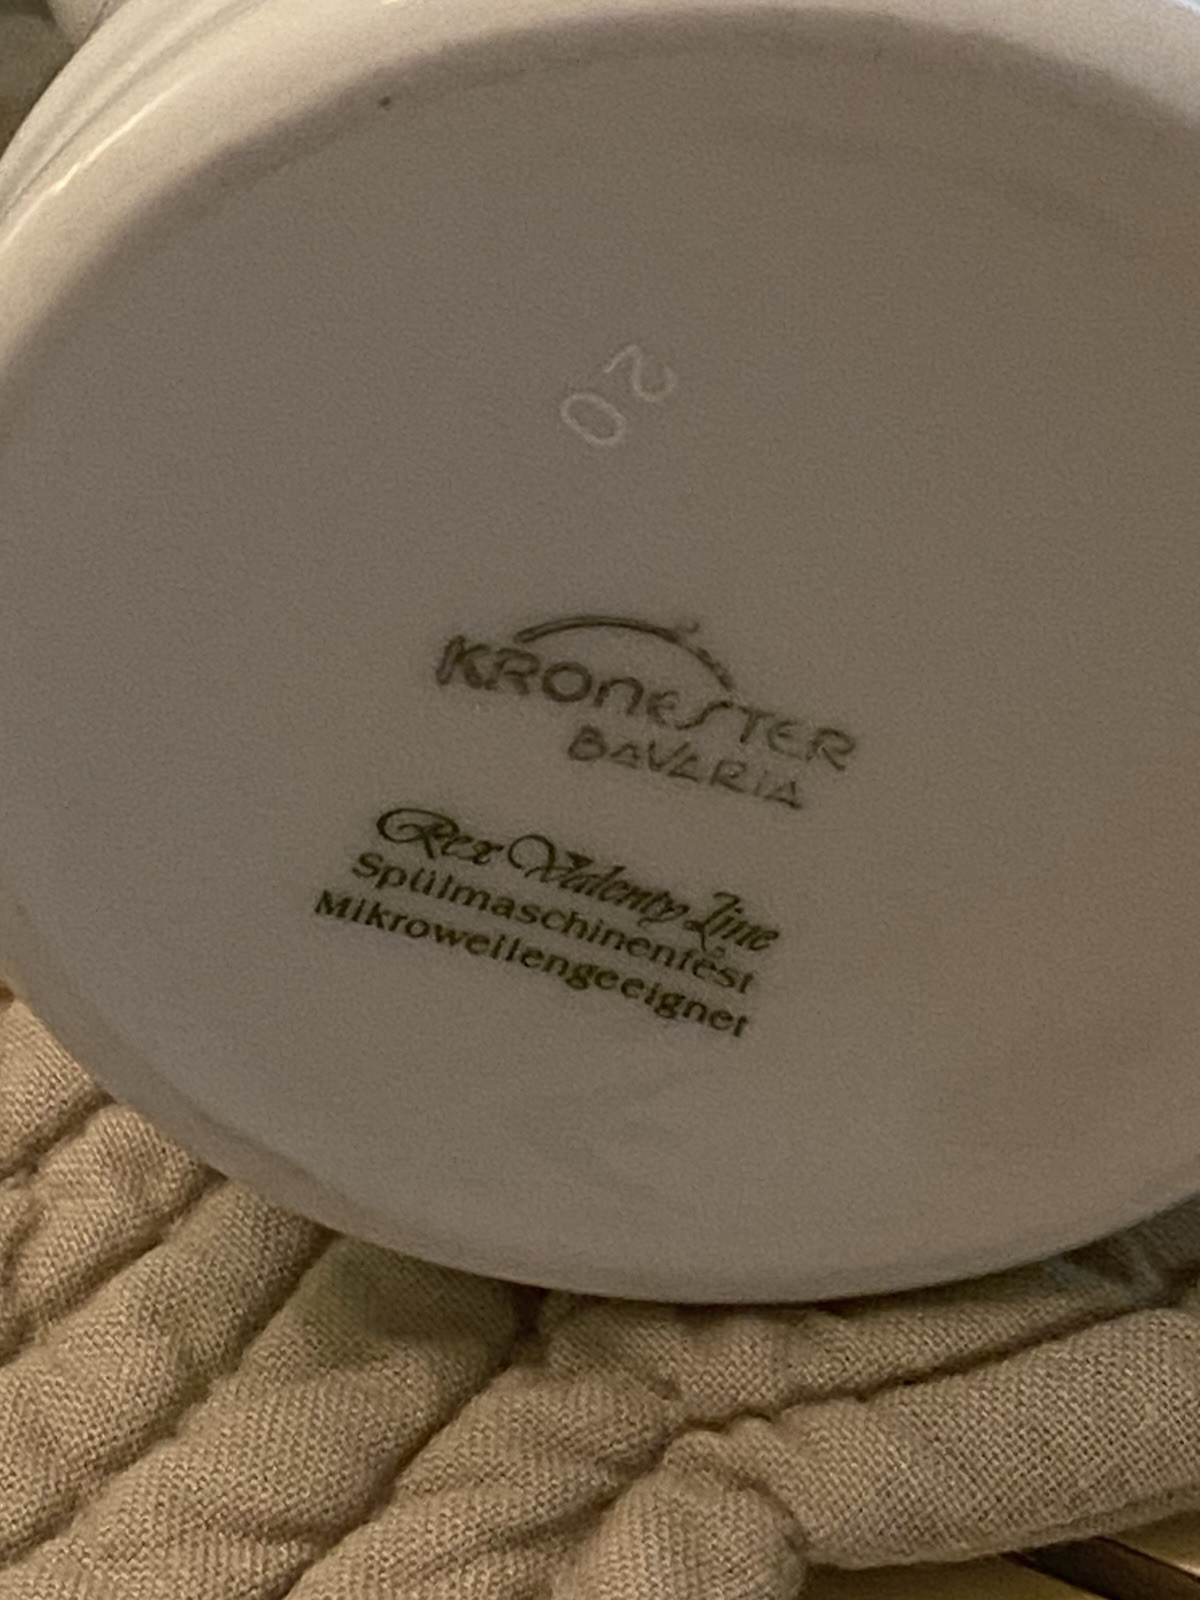 20
KRONESTER
BAVARIA
Rex Valenty Line
Spülmaschinenfest
Mikrowellengeeignet